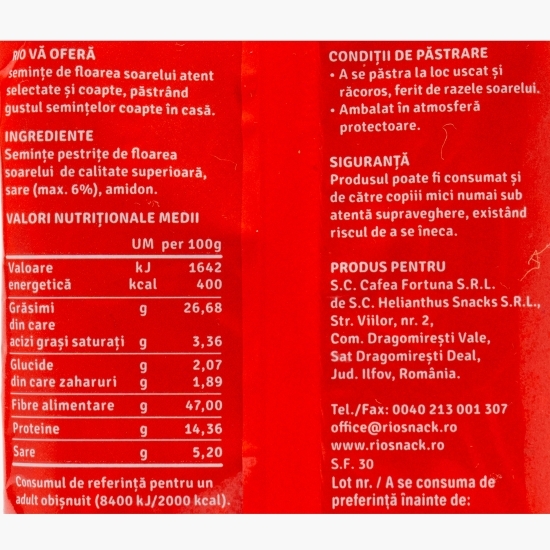 RIO VĂ OFERĂ
semințe de floarea soarelui atent
selectate și coapte, păstrând
gustul semințelor coapte în casă.
INGREDIENTE
Semințe pestrițe de floarea
soarelui de calitate superioară,
sare (max. 6%), amidon.
VALORI NUTRIȚIONALE MEDII
UM per 100g
Valoare kJ 1642
energetică kcal 400
Grăsimi g 26,68
din care
acizi grași saturați g 3,36
Glucide g 2,07
din care zaharuri g 1,89
Fibre alimentare g 47,00
Proteine g 14,36
Sare g 5,20
Consumul de referință pentru un
adult obișnuit (8400 kJ/2000 kcal).
CONDIȚII DE PĂSTRARE
• A se păstra la loc uscat și
răcoros, ferit de razele soarelui.
• Ambalat în atmosferă
protectoare.
SIGURANȚĂ
Produsul poate fi consumat și
de către copiii mici numai sub
atentă supraveghere, existând
riscul de a se îneca.
PRODUS PENTRU
S.C. Cafea Fortuna S.R.L.
de S.C. Helianthus Snacks S.R.L.,
Str. Viilor, nr. 2,
Com. Dragomirești Vale,
Sat Dragomirești Deal,
Jud. Ilfov, România.
Tel./Fax: 0040 213 001 307
office@riosnack.ro
www.riosnack.ro
S.F. 30
Lot nr. / A se consuma de
preferință înainte de: